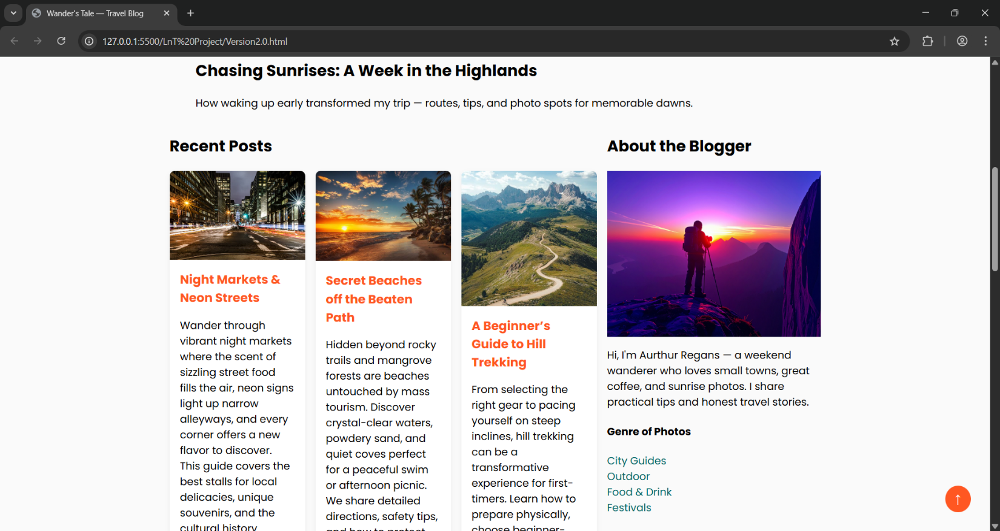 Wander's Tale — Travel Blog
127.0.0.1:5500/LnT%20Project/Version2.0.html
Chasing Sunrises: A Week in the Highlands
How waking up early transformed my trip — routes, tips, and photo spots for memorable dawns.
Recent Posts
Night Markets &
Neon Streets
Wander through
vibrant night markets
where the scent of
sizzling street food
fills the air, neon signs
light up narrow
alleyways, and every
corner offers a new
flavor to discover.
This guide covers the
best stalls for local
delicacies, unique
souvenirs, and the
cultural history
Secret Beaches
off the Beaten
Path
Hidden beyond rocky
trails and mangrove
forests are beaches
untouched by mass
tourism. Discover
crystal-clear waters,
powdery sand, and
quiet coves perfect
for a peaceful swim
or afternoon picnic.
We share detailed
directions, safety tips,
and how to protect
A Beginner’s
Guide to Hill
Trekking
From selecting the
right gear to pacing
yourself on steep
inclines, hill trekking
can be a
transformative
experience for first-
timers. Learn how to
prepare physically,
choose beginner-
About the Blogger
Hi, I'm Aurthur Regans — a weekend
wanderer who loves small towns, great
coffee, and sunrise photos. I share
practical tips and honest travel stories.
Genre of Photos
City Guides
Outdoor
Food & Drink
Festivals
↑